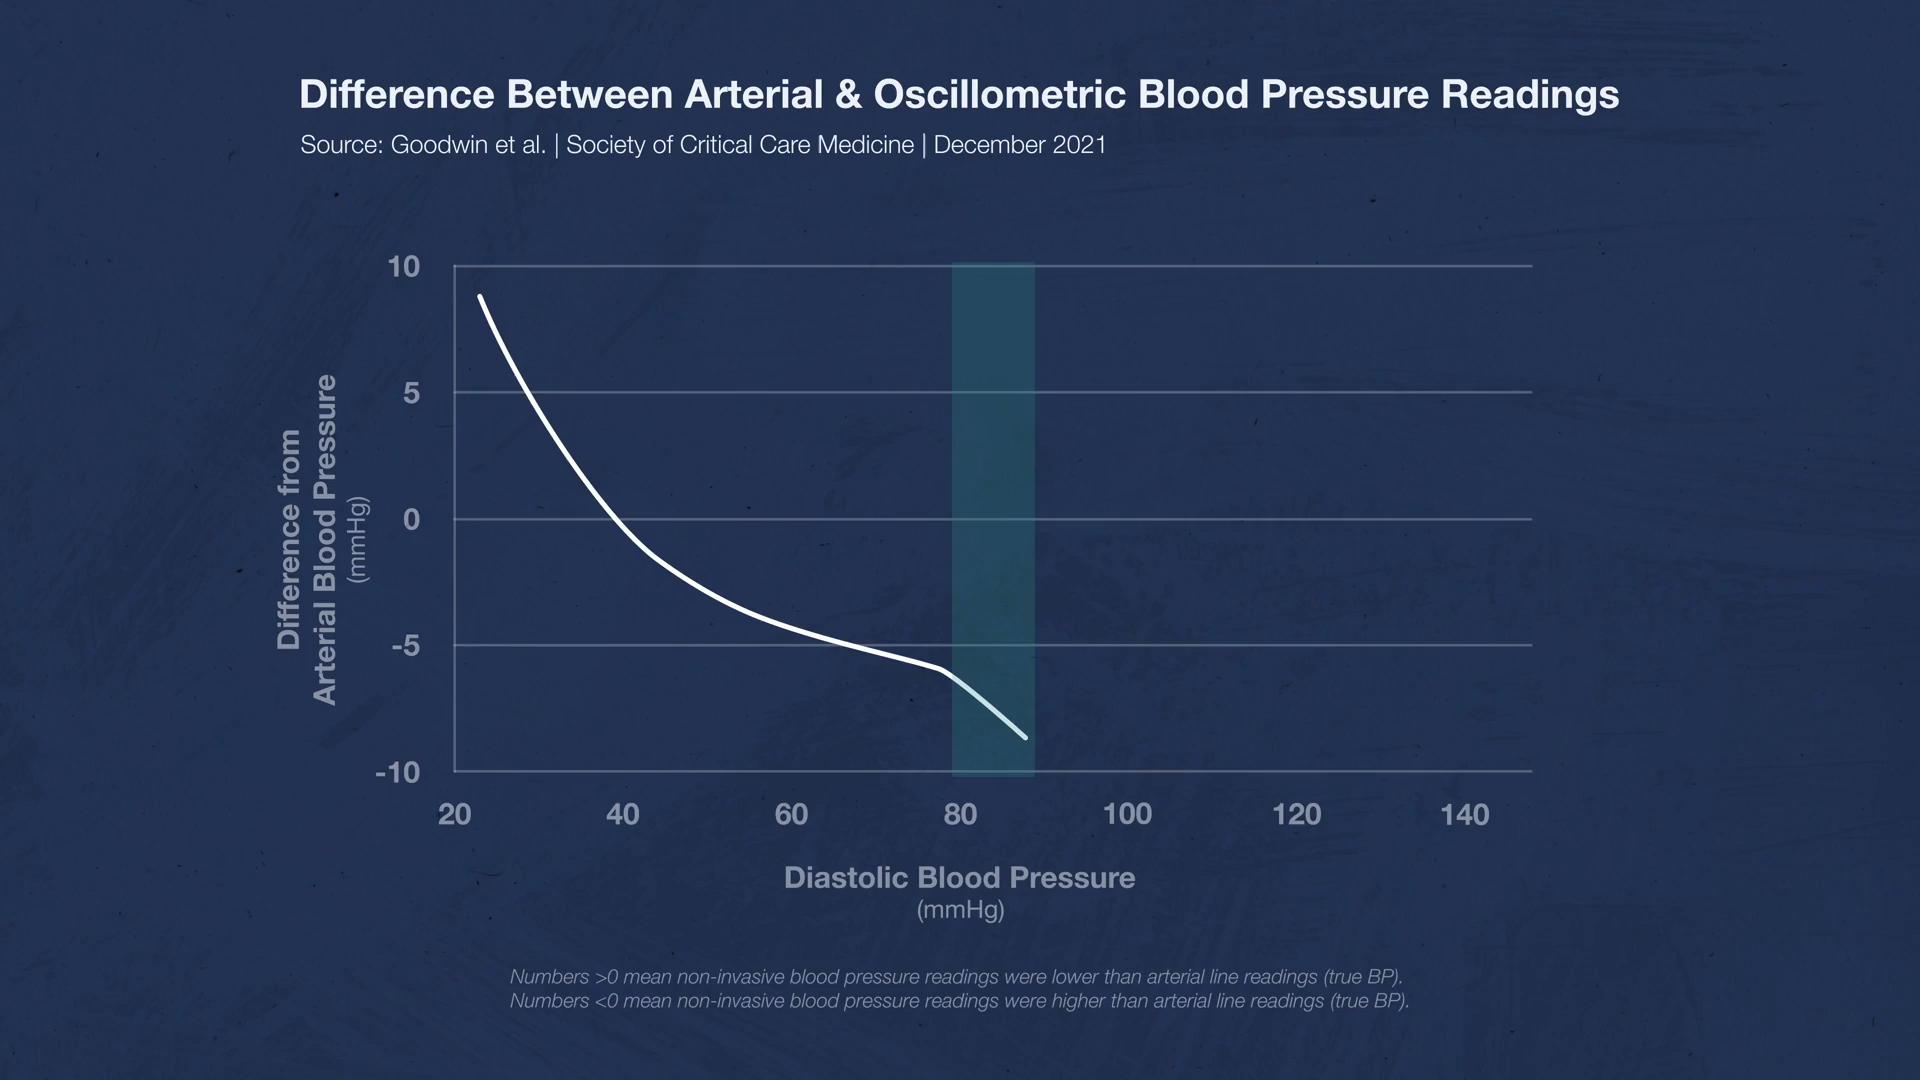 Difference Between Arterial & Oscillometric Blood Pressure Readings
Source: Goodwin et al. | Society of Critical Care Medicine | December 2021
Difference from
Arterial Blood Pressure
(mmHg)
10
5
0
-5
-10
20 40 60 80 100 120 140
Diastolic Blood Pressure
(mmHg)
Numbers >0 mean non-invasive blood pressure readings were lower than arterial line readings (true BP).
Numbers <0 mean non-invasive blood pressure readings were higher than arterial line readings (true BP).